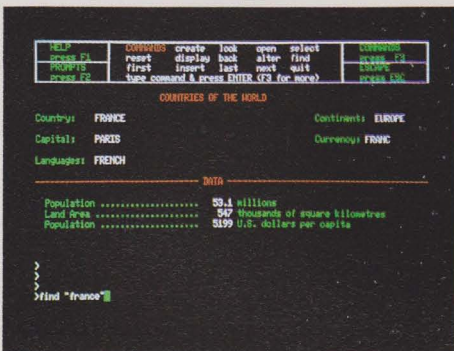 HELP COMMANDS create look open select COMMANDS
press F1 reset display back alter find press F3
PROMPTS first insert last next quit ESCAPE
press F2 type command & press ENTER (F3 for more) press ESC
COUNTRIES OF THE WORLD
Country: FRANCE Continent: EUROPE
Capital: PARIS Currency: FRANC
Languages: FRENCH
DATA
Population .................... 53.1 millions
Land Area .................... 547 thousands of square kilometres
Population .................... 5199 U.S. dollars per capita
>
>
>
>find "france"